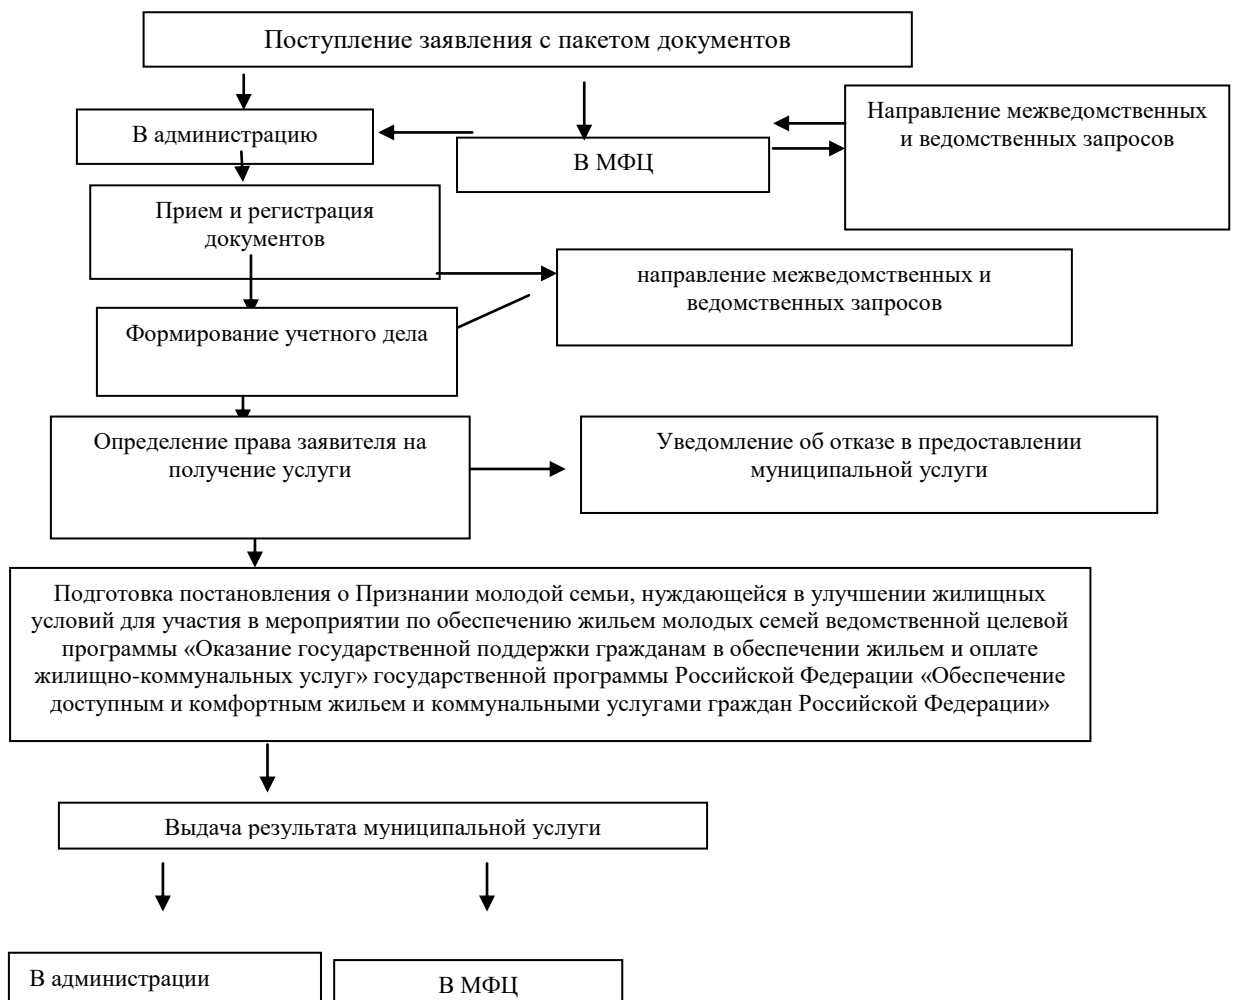 Поступление заявления с пакетом документов
В администрацию
В МФЦ
Направление межведомственных
и ведомственных запросов
Прием и регистрация
документов
направление межведомственных и
ведомственных запросов
Формирование учетного дела
Определение права заявителя на
получение услуги
Уведомление об отказе в предоставлении
муниципальной услуги
Подготовка постановления о Признании молодой семьи, нуждающейся в улучшении жилищных
условий для участия в мероприятии по обеспечению жильем молодых семей ведомственной целевой
программы «Оказание государственной поддержки гражданам в обеспечении жильем и оплате
жилищно-коммунальных услуг» государственной программы Российской Федерации «Обеспечение
доступным и комфортным жильем и коммунальными услугами граждан Российской Федерации»
Выдача результата муниципальной услуги
В администрации
В МФЦ